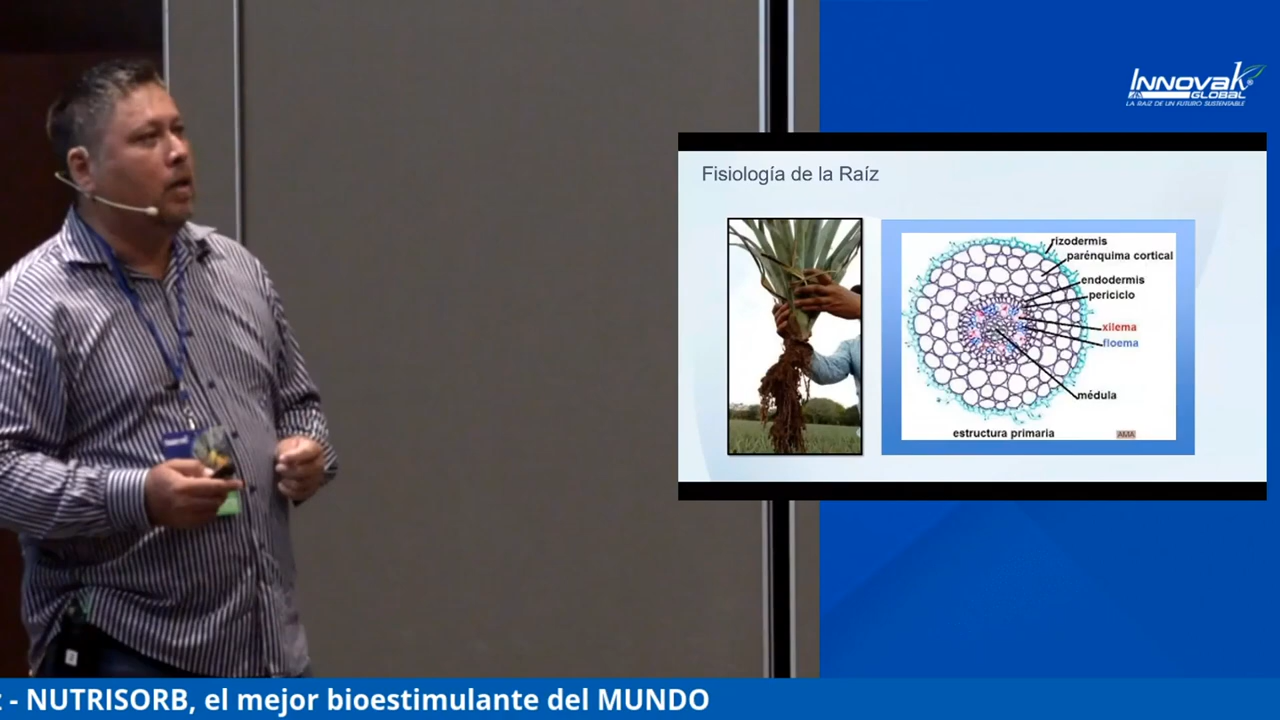 INNOVAK
GLOBAL
LA RAÍZ DE UN FUTURO SUSTENTABLE
Fisiología de la Raíz
rizodermis
parénquima cortical
endodermis
periciclo
xilema
floema
médula
estructura primaria
AMA
- NUTRISORB, el mejor bioestimulante del MUNDO